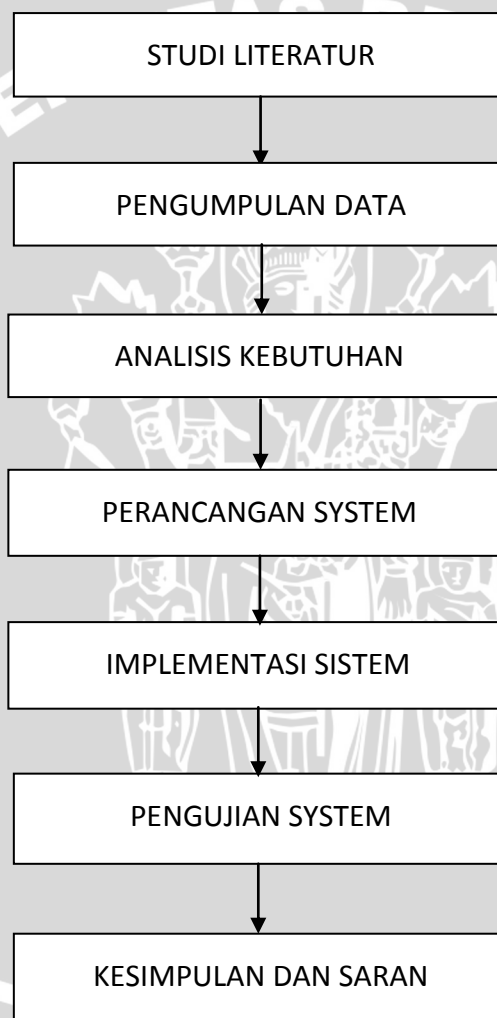 STUDI LITERATUR
PENGUMPULAN DATA
ANALISIS KEBUTUHAN
PERANCANGAN SYSTEM
IMPLEMENTASI SISTEM
PENGUJIAN SYSTEM
KESIMPULAN DAN SARAN